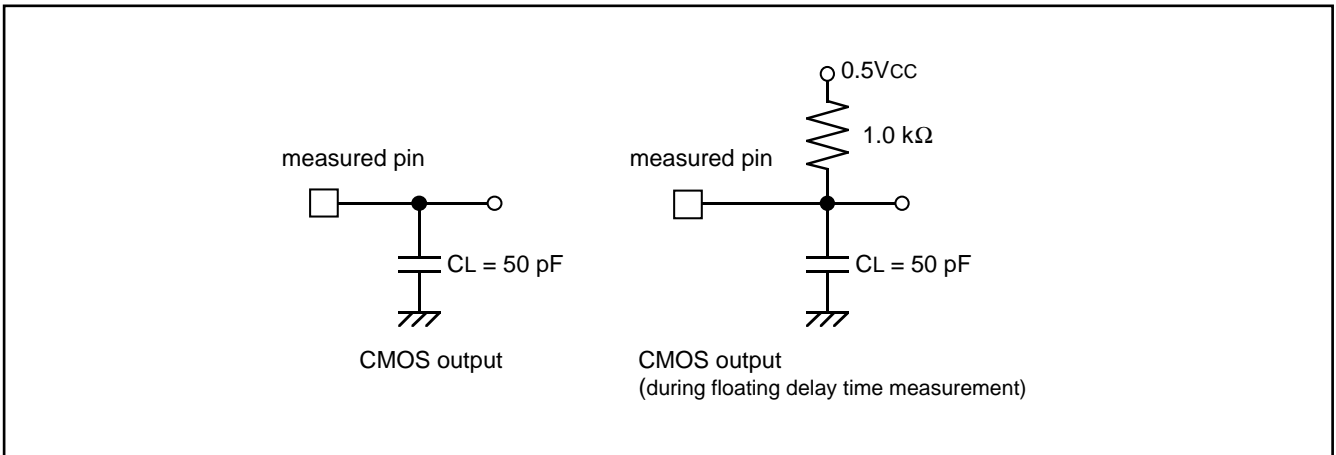 0.5VCC
1.0 kΩ
measured pin
measured pin
CL = 50 pF
CL = 50 pF
CMOS output
CMOS output
(during floating delay time measurement)